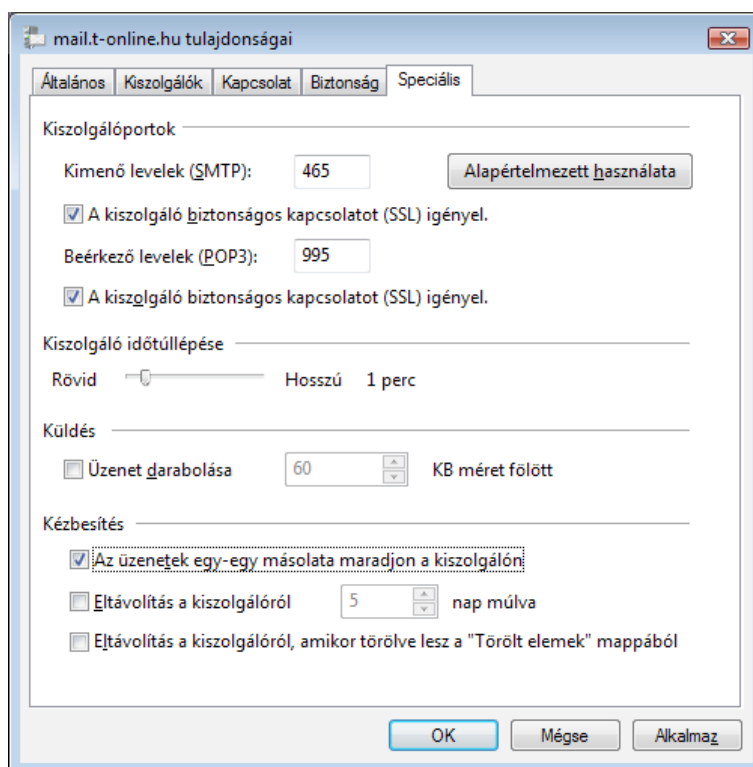 mail.t-online.hu tulajdonságai
Általános Kiszolgálók Kapcsolat Biztonság Speciális
Kiszolgálóportok
Kimenő levelek (SMTP): 465 Alapértelmezett használata
A kiszolgáló biztonságos kapcsolatot (SSL) igényel.
Beérkező levelek (POP3): 995
A kiszolgáló biztonságos kapcsolatot (SSL) igényel.
Kiszolgáló időtúllépése
Rövid Hosszú 1 perc
Küldés
Üzenet darabolása 60 KB méret fölött
Kézbesítés
Az üzenetek egy-egy másolata maradjon a kiszolgálón
Eltávolítás a kiszolgálóról 5 nap múlva
Eltávolítás a kiszolgálóról, amikor törölve lesz a "Törölt elemek" mappából
OK Mégse Alkalmaz